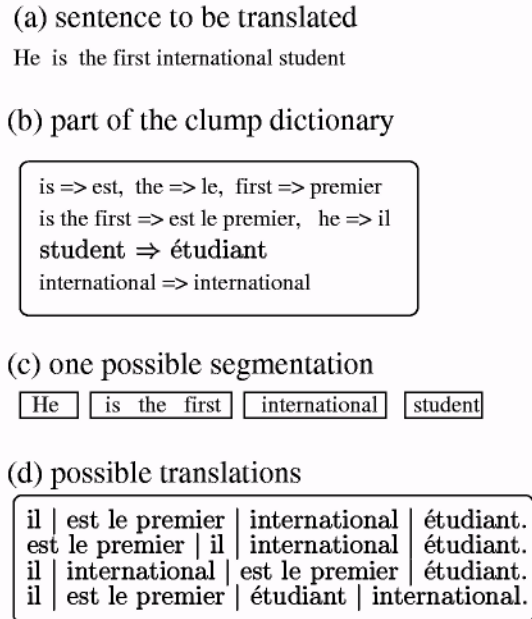 (a) sentence to be translated
He is the first international student
(b) part of the clump dictionary
is => est, the => le, first => premier
is the first => est le premier, he => il
student ⇒ étudiant
international => international
(c) one possible segmentation
He is the first international student
(d) possible translations
il | est le premier | international | étudiant.
est le premier | il | international | étudiant.
il | international | est le premier | étudiant.
il | est le premier | étudiant | international.